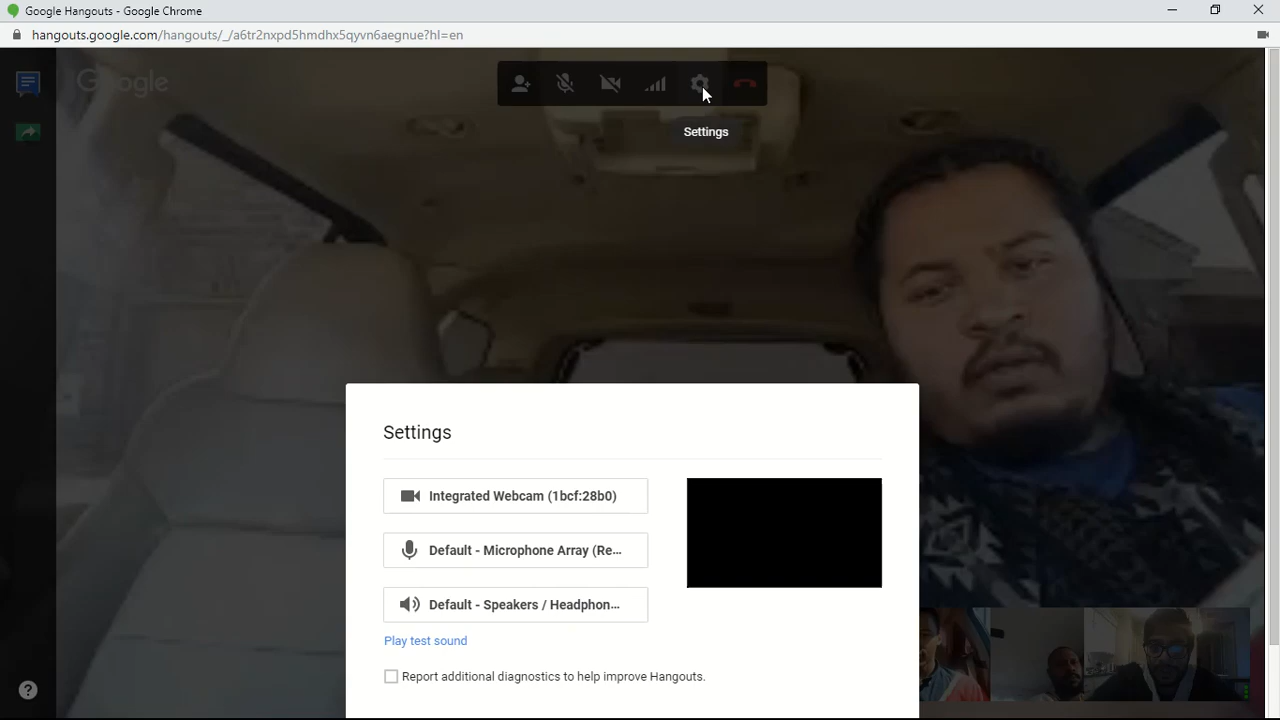 Google Hangouts - Google Chrome
hangouts.google.com/hangouts/_/a6tr2nxpd5hmdhx5qyvn6aegnue?hl=en
Google
Settings
Settings
Integrated Webcam (1bcf:28b0)
Default - Microphone Array (Re...
Default - Speakers / Headphon...
Play test sound
Report additional diagnostics to help improve Hangouts.